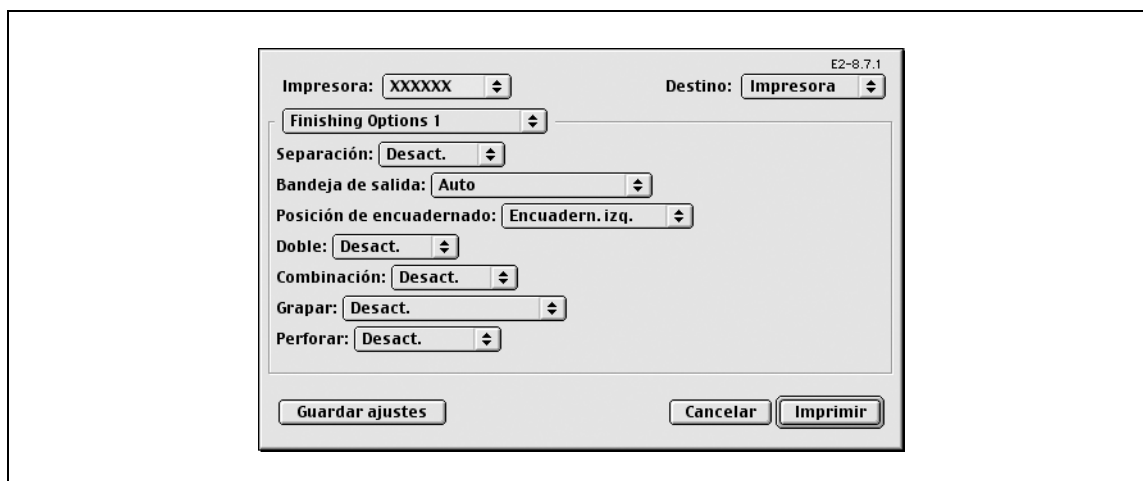 E2-8.7.1
Impresora: XXXXXX Destino: Impresora
Finishing Options 1
Separación: Desact.
Bandeja de salida: Auto
Posición de encuadernado: Encuadern. izq.
Doble: Desact.
Combinación: Desact.
Grapar: Desact.
Perforar: Desact.
Guardar ajustes Cancelar Imprimir